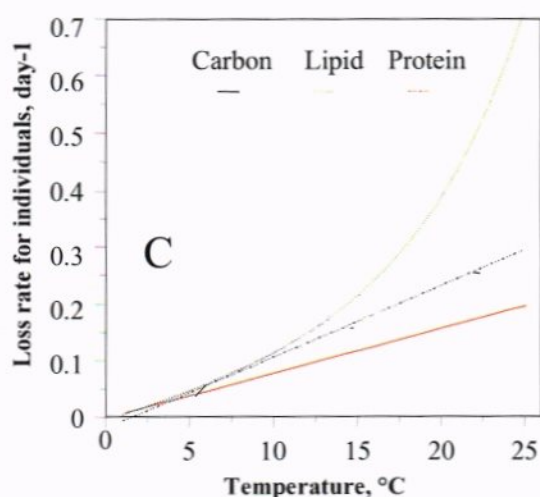 0.7
Carbon Lipid Protein
0.6
0.5
0.4
0.3
C
0.2
0.1
0
0 5 10 15 20 25
Temperature, °C
Loss rate for individuals, day-1